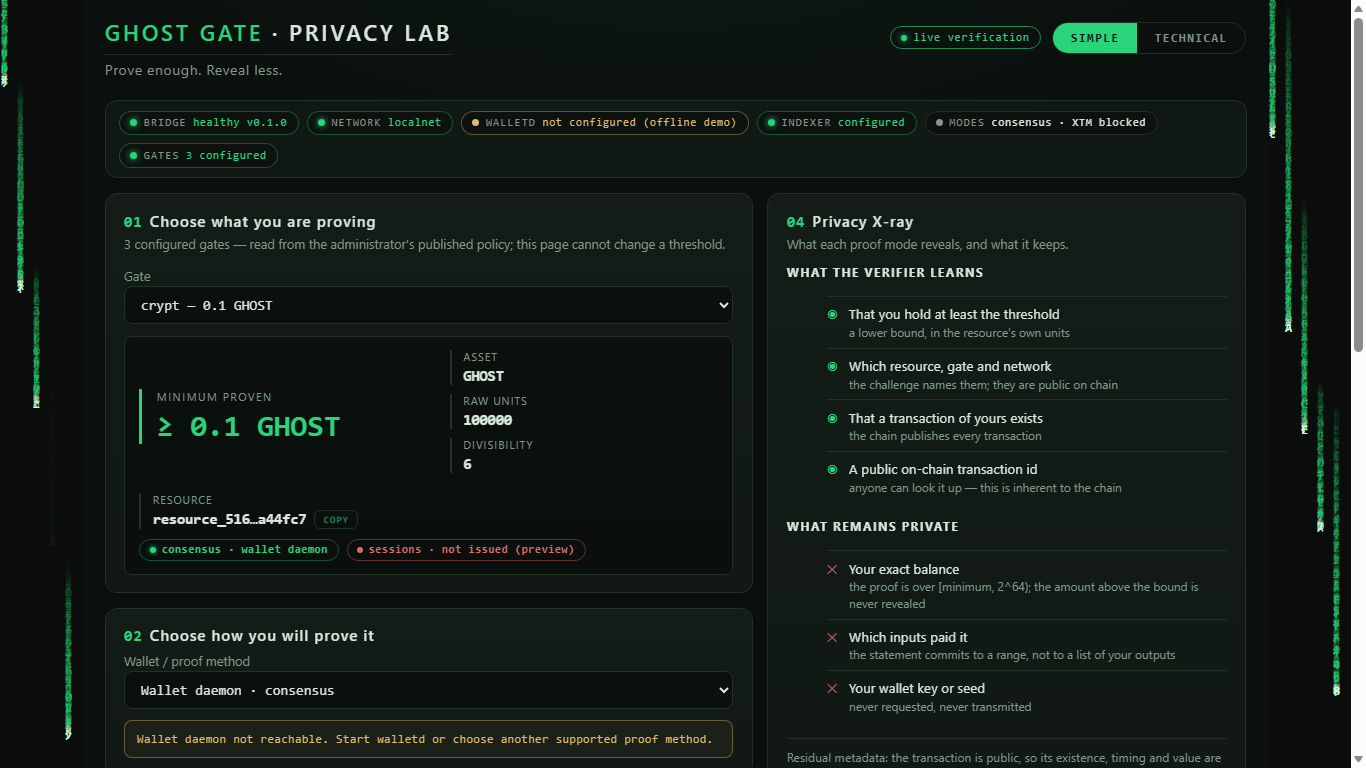 GHOST GATE · PRIVACY LAB
Prove enough. Reveal less.
live verification
SIMPLE
TECHNICAL
BRIDGE healthy v0.1.0
NETWORK localnet
WALLETD not configured (offline demo)
INDEXER configured
MODES consensus · XTM blocked
GATES 3 configured
01 Choose what you are proving
3 configured gates — read from the administrator's published policy; this page cannot change a threshold.
Gate
crypt — 0.1 GHOST
MINIMUM PROVEN
≥ 0.1 GHOST
ASSET
GHOST
RAW UNITS
100000
DIVISIBILITY
6
RESOURCE
resource_516…a44fc7 COPY
consensus · wallet daemon
sessions · not issued (preview)
02 Choose how you will prove it
Wallet / proof method
Wallet daemon · consensus
Wallet daemon not reachable. Start walletd or choose another supported proof method.
04 Privacy X-ray
What each proof mode reveals, and what it keeps.
WHAT THE VERIFIER LEARNS
That you hold at least the threshold
a lower bound, in the resource's own units
Which resource, gate and network
the challenge names them; they are public on chain
That a transaction of yours exists
the chain publishes every transaction
A public on-chain transaction id
anyone can look it up — this is inherent to the chain
WHAT REMAINS PRIVATE
Your exact balance
the proof is over [minimum, 2^64); the amount above the bound is
never revealed
Which inputs paid it
the statement commits to a range, not to a list of your outputs
Your wallet key or seed
never requested, never transmitted
Residual metadata: the transaction is public, so its existence, timing and value are